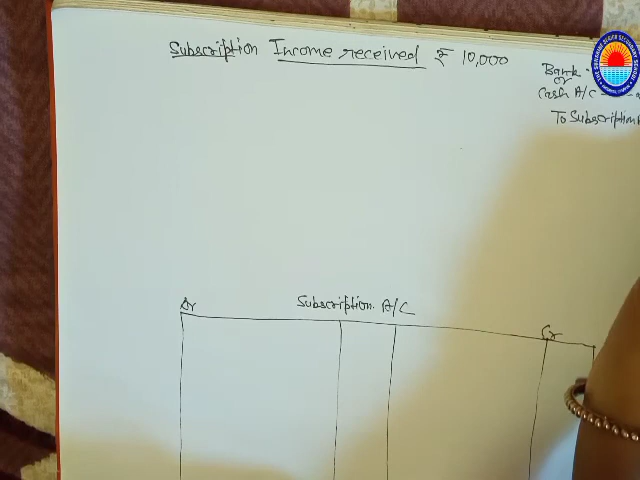 Subscription Income received ₹ 10,000
Bank
or
Cash A/C
To Subscription
Dr Subscription A/C
Cr